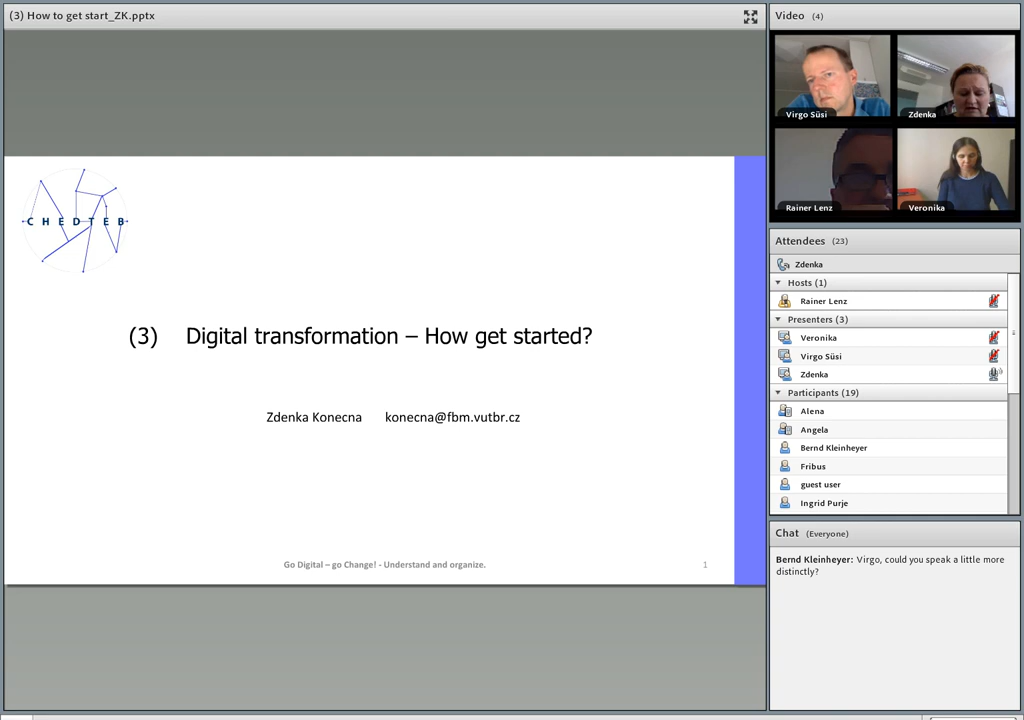 (3) How to get start_ZK.pptx
C H E D T E B
(3) Digital transformation – How get started?
Zdenka Konecna konecna@fbm.vutbr.cz
Go Digital – go Change! - Understand and organize.
1
Video (4)
Virgo Süsi
Zdenka
Rainer Lenz
Veronika
Attendees (23)
Zdenka
Hosts (1)
Rainer Lenz
Presenters (3)
Veronika
Virgo Süsi
Zdenka
Participants (19)
Alena
Angela
Bernd Kleinheyer
Fribus
guest user
Ingrid Purje
Chat (Everyone)
Bernd Kleinheyer: Virgo, could you speak a little more
distinctly?